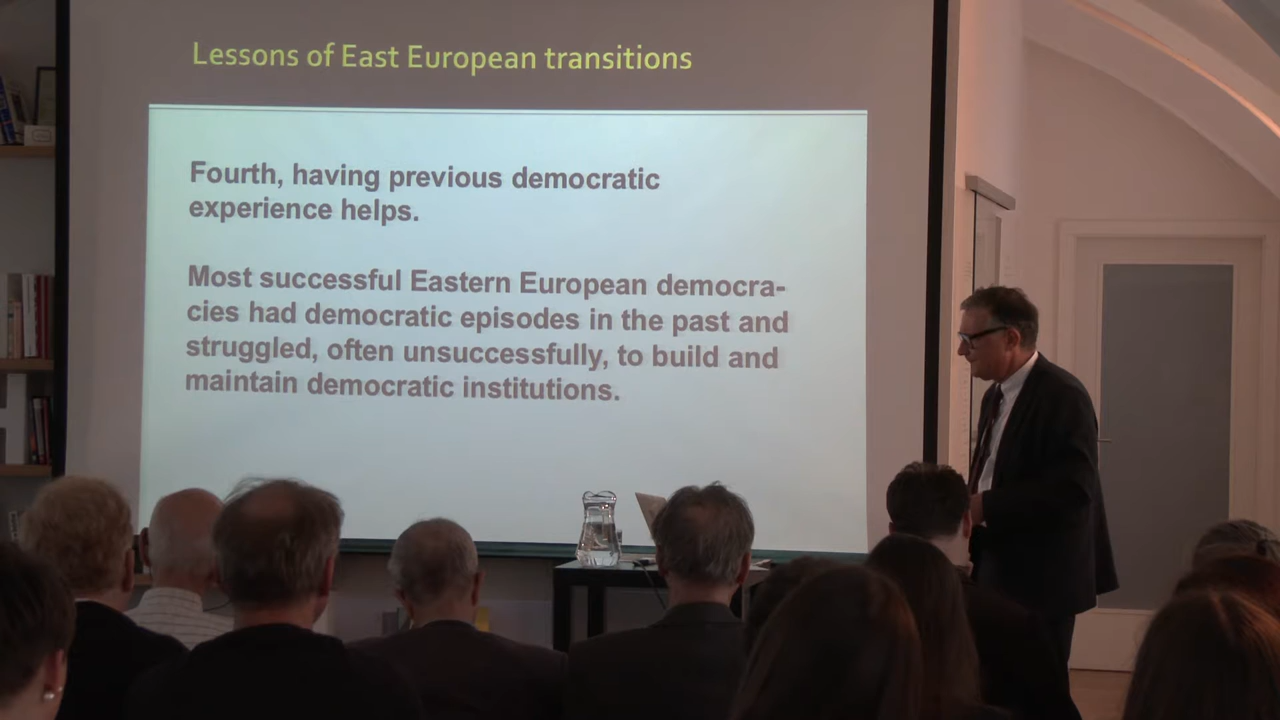 Lessons of East European transitions
Fourth, having previous democratic
experience helps.
Most successful Eastern European democra-
cies had democratic episodes in the past and
struggled, often unsuccessfully, to build and
maintain democratic institutions.